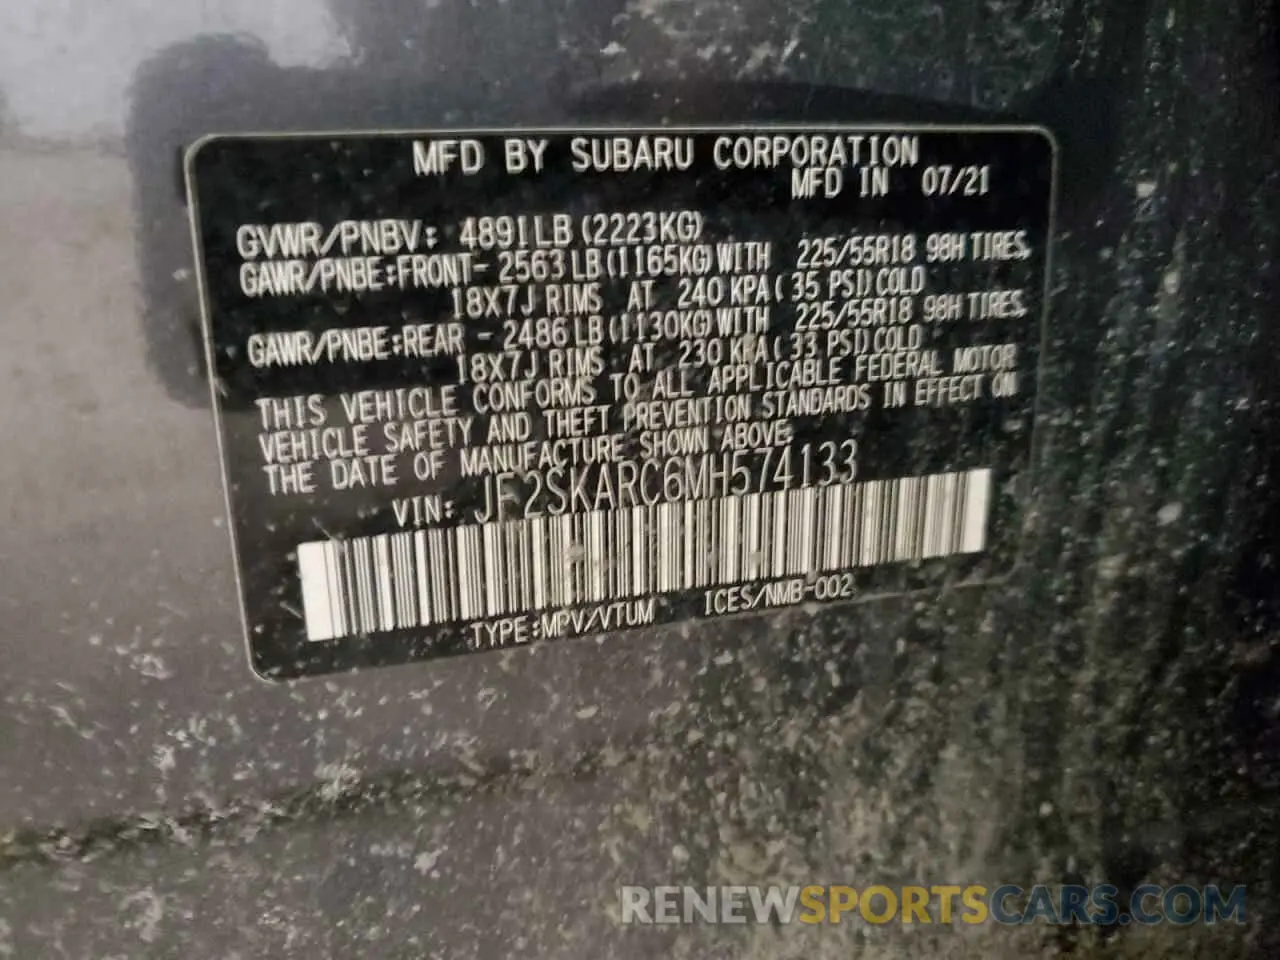 MFD BY SUBARU CORPORATION
MFD IN 07/21
GVWR/PNBV: 4891LB (2223KG)
GAWR/PNBE:FRONT- 2563 LB (1165KG) WITH 225/55R18 98H TIRES,
18X7J RIMS AT 240 KPA ( 35 PSI) COLD
GAWR/PNBE:REAR - 2486 LB (1130KG) WITH 225/55R18 98H TIRES,
18X7J RIMS AT 230 KPA ( 33 PSI) COLD
THIS VEHICLE CONFORMS TO ALL APPLICABLE FEDERAL MOTOR
VEHICLE SAFETY AND THEFT PREVENTION STANDARDS IN EFFECT ON
THE DATE OF MANUFACTURE SHOWN ABOVE.
VIN: JF2SKARC6MH574133
TYPE:MPV/VTUM ICES/NMB-002
RENEWSPORTSCARS.COM